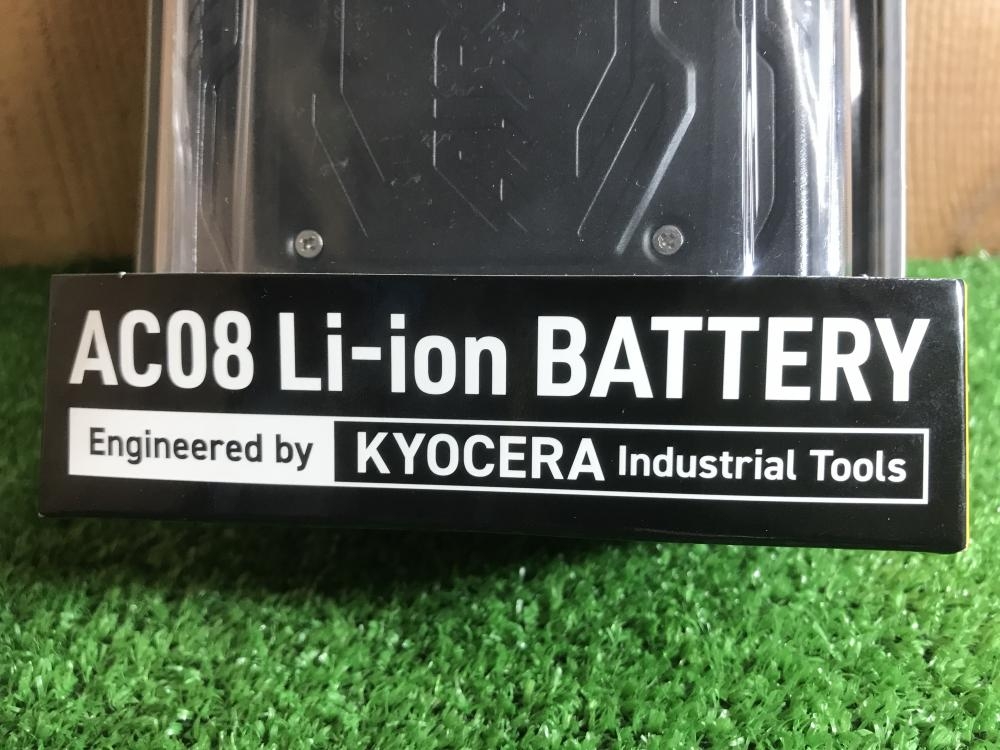 AC08 Li-ion BATTERY
Engineered by KYOCERA Industrial Tools